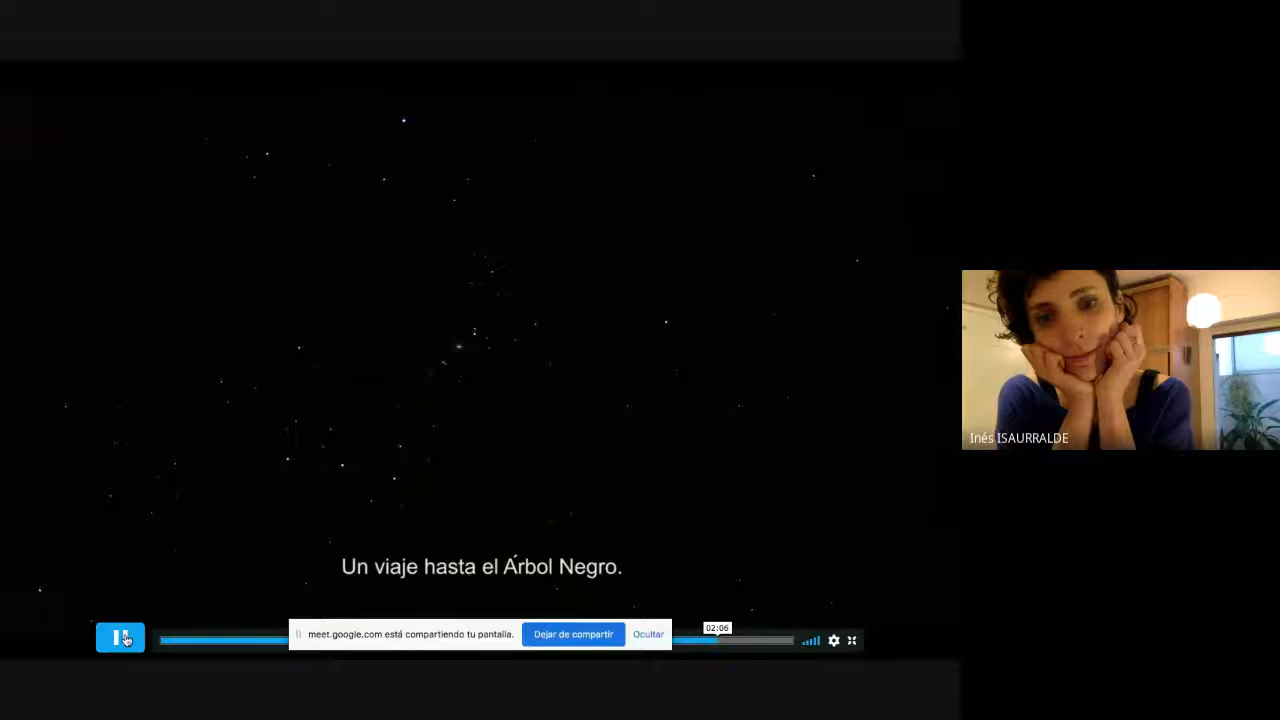 Inés ISAURRALDE
Un viaje hasta el Árbol Negro.
02:06
meet.google.com está compartiendo tu pantalla.
Dejar de compartir
Ocultar